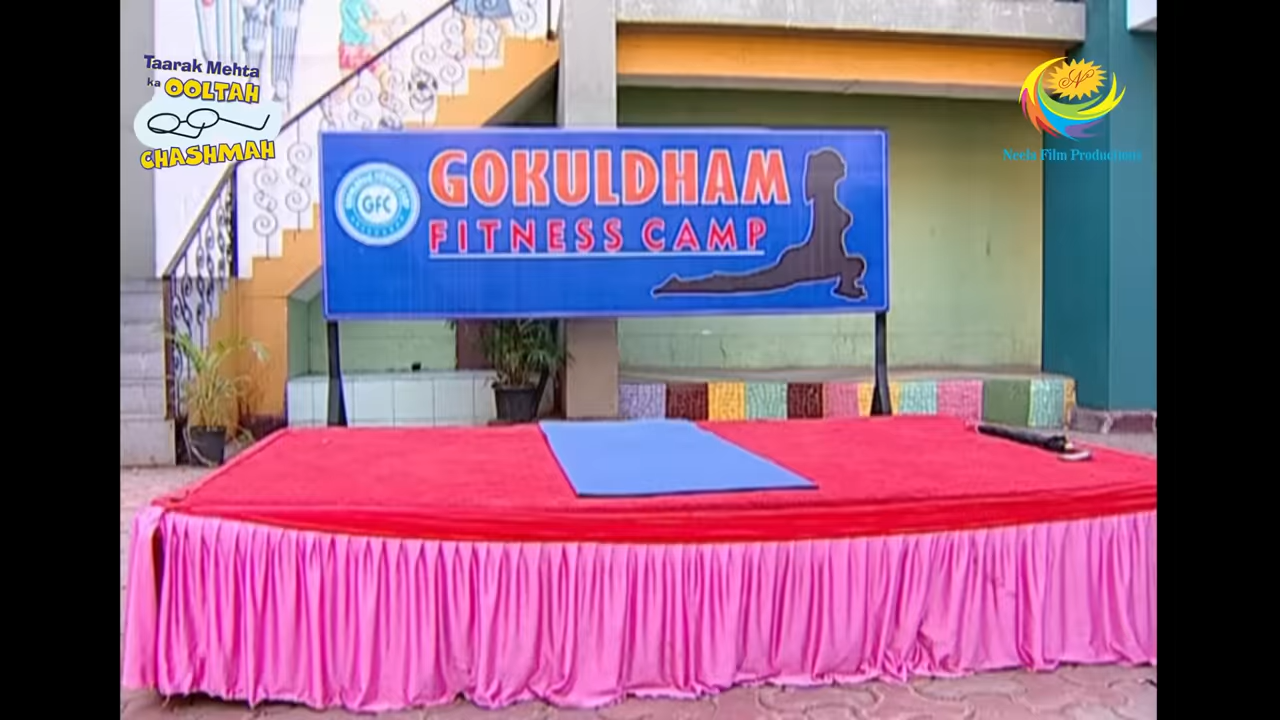 Taarak Mehta
ka OOLTAH
CHASHMAH
Neela Film Productions
GOKULDHAM
FITNESS CAMP
GFC